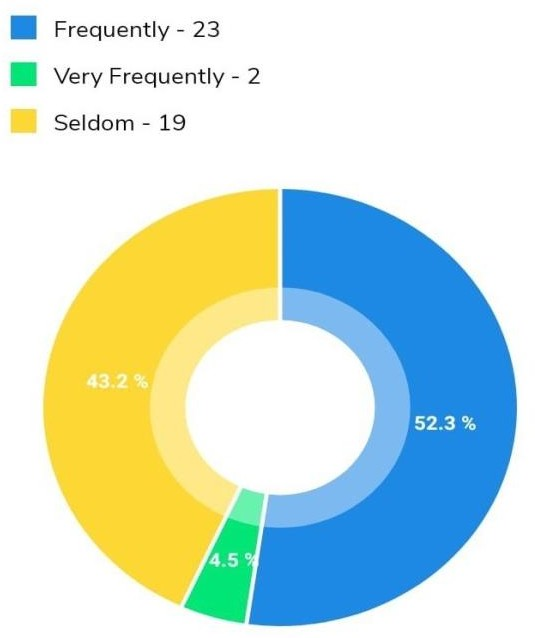 Frequently - 23
Very Frequently - 2
Seldom - 19
43.2 %
52.3 %
4.5 %